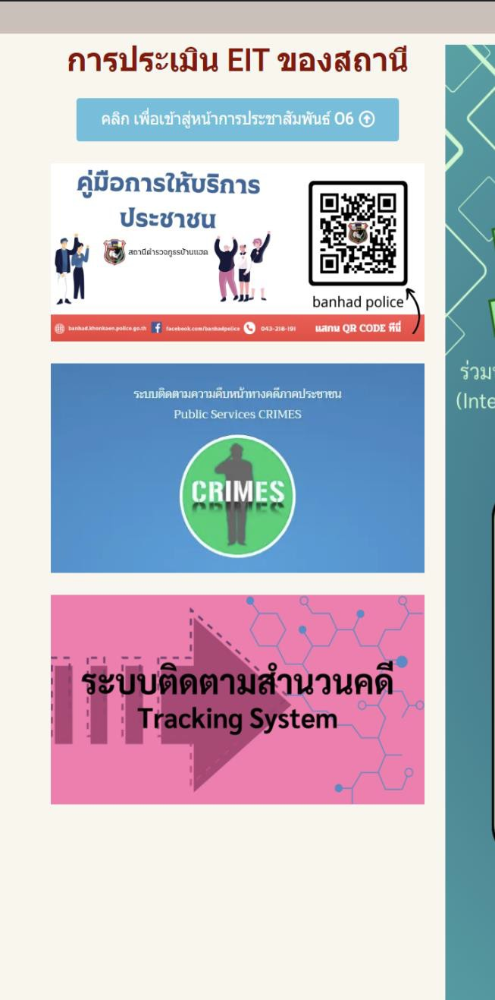 การประเมิน EIT ของสถานี
คลิก เพื่อเข้าสู่หน้าการประชาสัมพันธ์ O6
คู่มือการให้บริการ
ประชาชน
สถานีตำรวจภูธรบ้านแฮด
banhad police
banhad.khonkaen.police.go.th facebook.com/banhadpolice 043-218-191 แสกน QR CODE ที่นี่
ระบบติดตามความคืบหน้าทางคดีภาคประชาชน
Public Services CRIMES
CRIMES
ระบบติดตามสำนวนคดี
Tracking System
ร่วม
(Inte